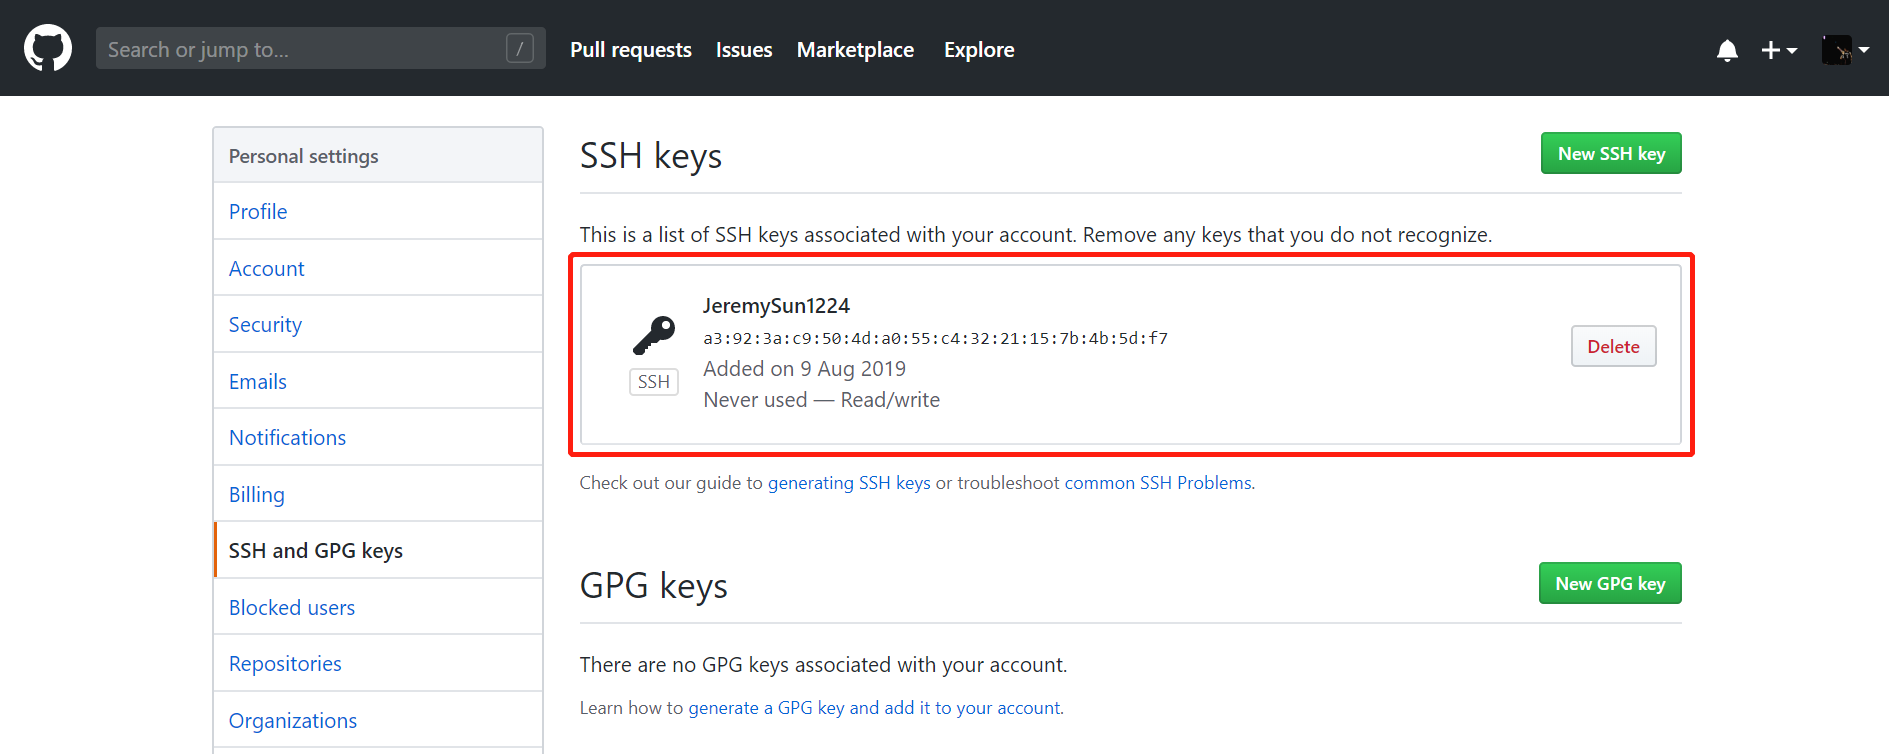 Search or jump to... /
Pull requests Issues Marketplace Explore
Personal settings
Profile
Account
Security
Emails
Notifications
Billing
SSH and GPG keys
Blocked users
Repositories
Organizations
SSH keys
New SSH key
This is a list of SSH keys associated with your account. Remove any keys that you do not recognize.
JeremySun1224
a3:92:3a:c9:50:4d:a0:55:c4:32:21:15:7b:4b:5d:f7
Added on 9 Aug 2019
Never used — Read/write
SSH
Delete
Check out our guide to generating SSH keys or troubleshoot common SSH Problems.
GPG keys
New GPG key
There are no GPG keys associated with your account.
Learn how to generate a GPG key and add it to your account.